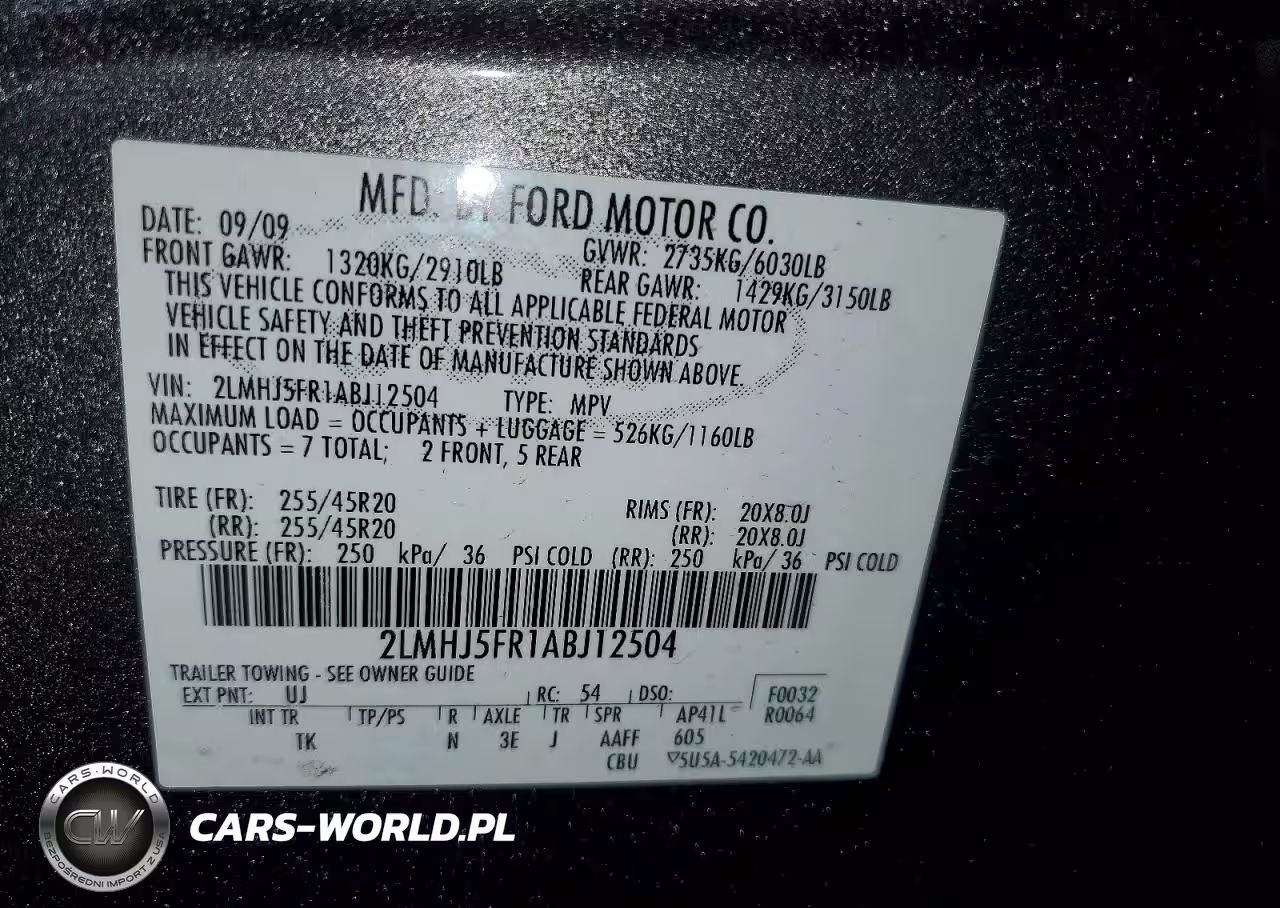 MFD. BY FORD MOTOR CO.
DATE: 09/09 GVWR: 2735KG/6030LB
FRONT GAWR: 1320KG/2910LB REAR GAWR: 1429KG/3150LB
THIS VEHICLE CONFORMS TO ALL APPLICABLE FEDERAL MOTOR
VEHICLE SAFETY AND THEFT PREVENTION STANDARDS
IN EFFECT ON THE DATE OF MANUFACTURE SHOWN ABOVE.
VIN: 2LMHJ5FR1ABJ12504 TYPE: MPV
MAXIMUM LOAD = OCCUPANTS + LUGGAGE = 526KG/1160LB
OCCUPANTS = 7 TOTAL; 2 FRONT, 5 REAR
TIRE (FR): 255/45R20 RIMS (FR): 20X8.0J
(RR): 255/45R20 (RR): 20X8.0J
PRESSURE (FR): 250 kPa/ 36 PSI COLD (RR): 250 kPa/ 36 PSI COLD
2LMHJ5FR1ABJ12504
TRAILER TOWING - SEE OWNER GUIDE
EXT PNT: UJ RC: 54 DSO: F0032
INT TR TP/PS R AXLE TR SPR AP41L R0064
TK N 3E J AAFF 605
CBU ▽5U5A-5420472-AA
CARS-WORLD
CW
BEZPOŚREDNI IMPORT Z USA
CARS-WORLD.PL